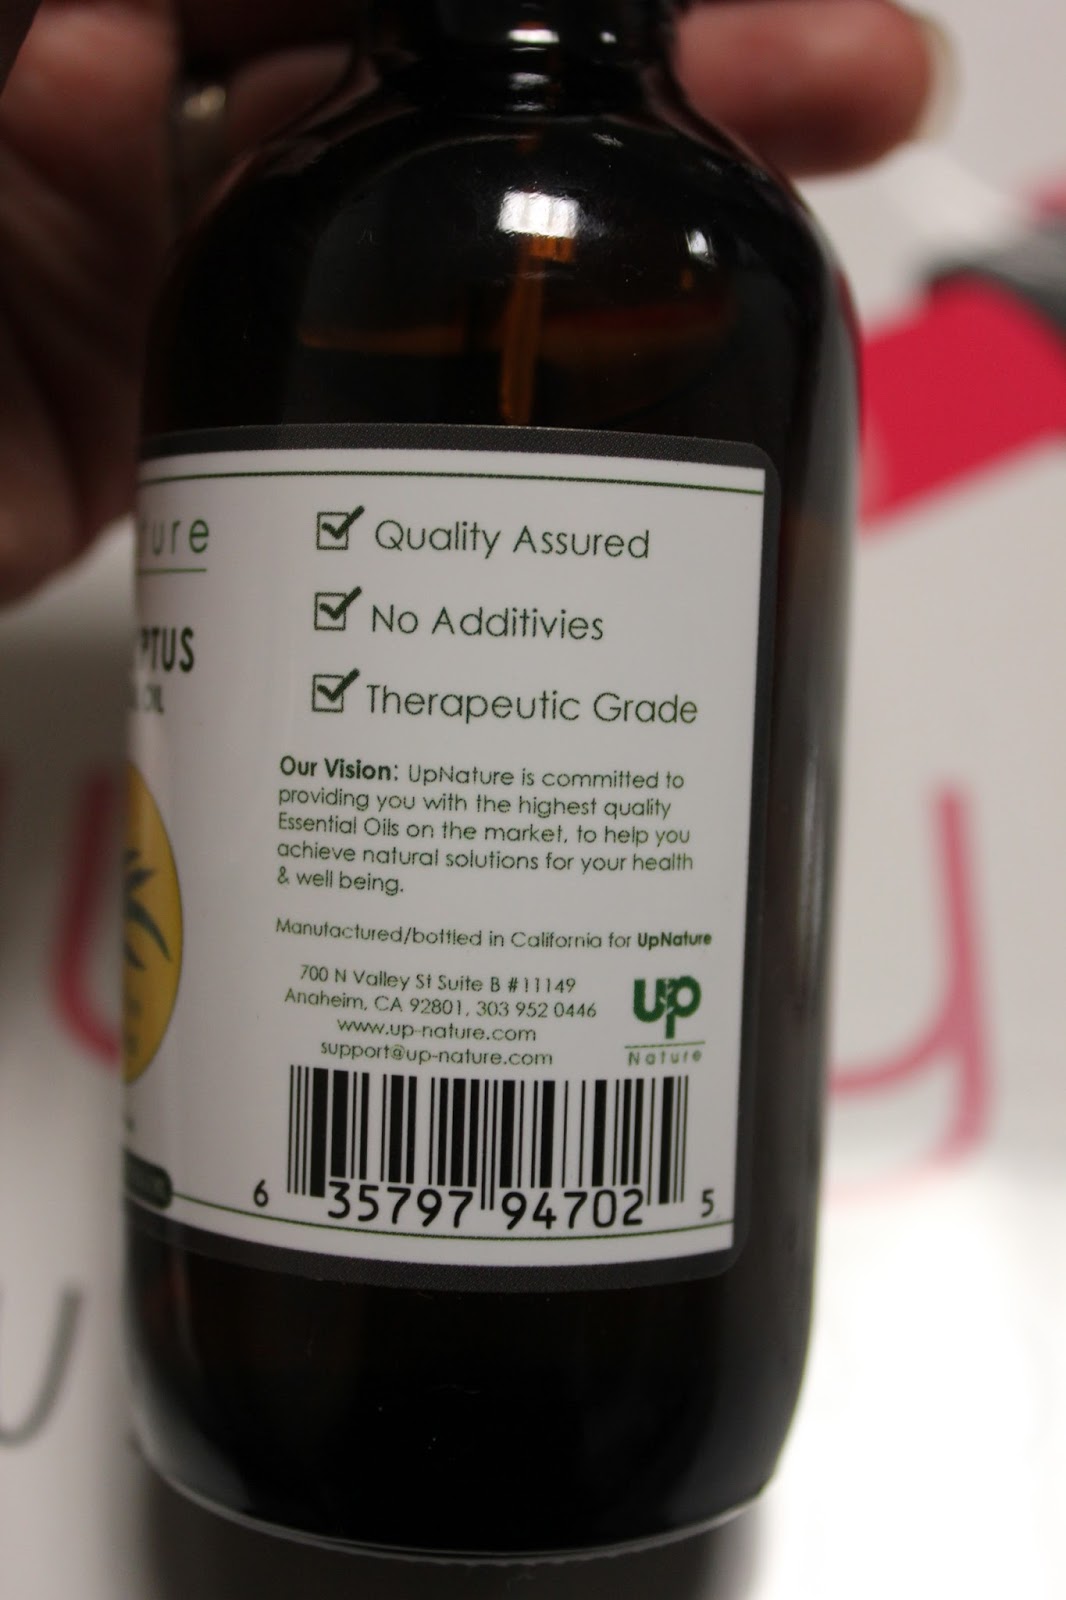 ture
PTUS
OIL
Quality Assured
No Additivies
Therapeutic Grade
Our Vision: UpNature is committed to
providing you with the highest quality
Essential Oils on the market, to help you
achieve natural solutions for your health
& well being.
Manufactured/bottled in California for UpNature
700 N Valley St Suite B #11149
Anaheim, CA 92801, 303 952 0446
www.up-nature.com
support@up-nature.com
up
Nature
6 35797 94702 5